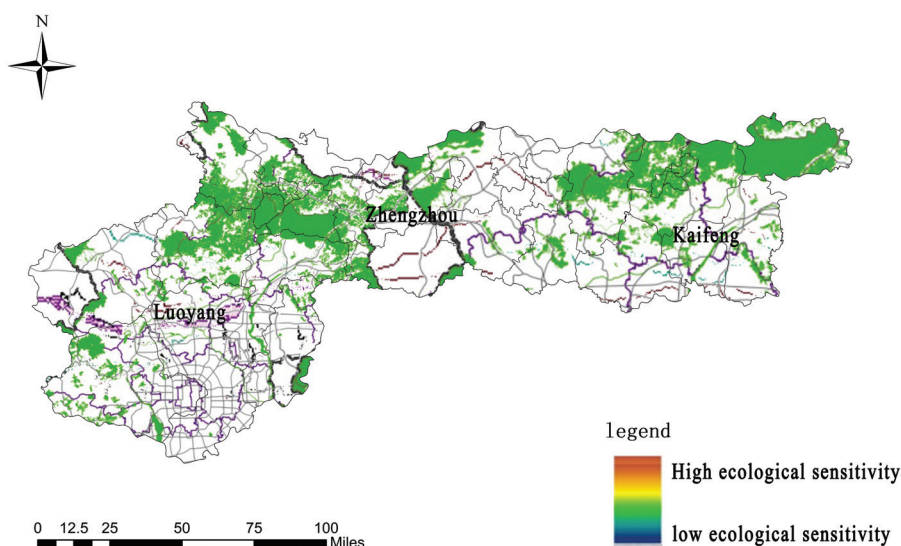 N
Zhengzhou
Kaifeng
Luoyang
legend
High ecological sensitivity
low ecological sensitivity
0 12.5 25 50 75 100
Miles